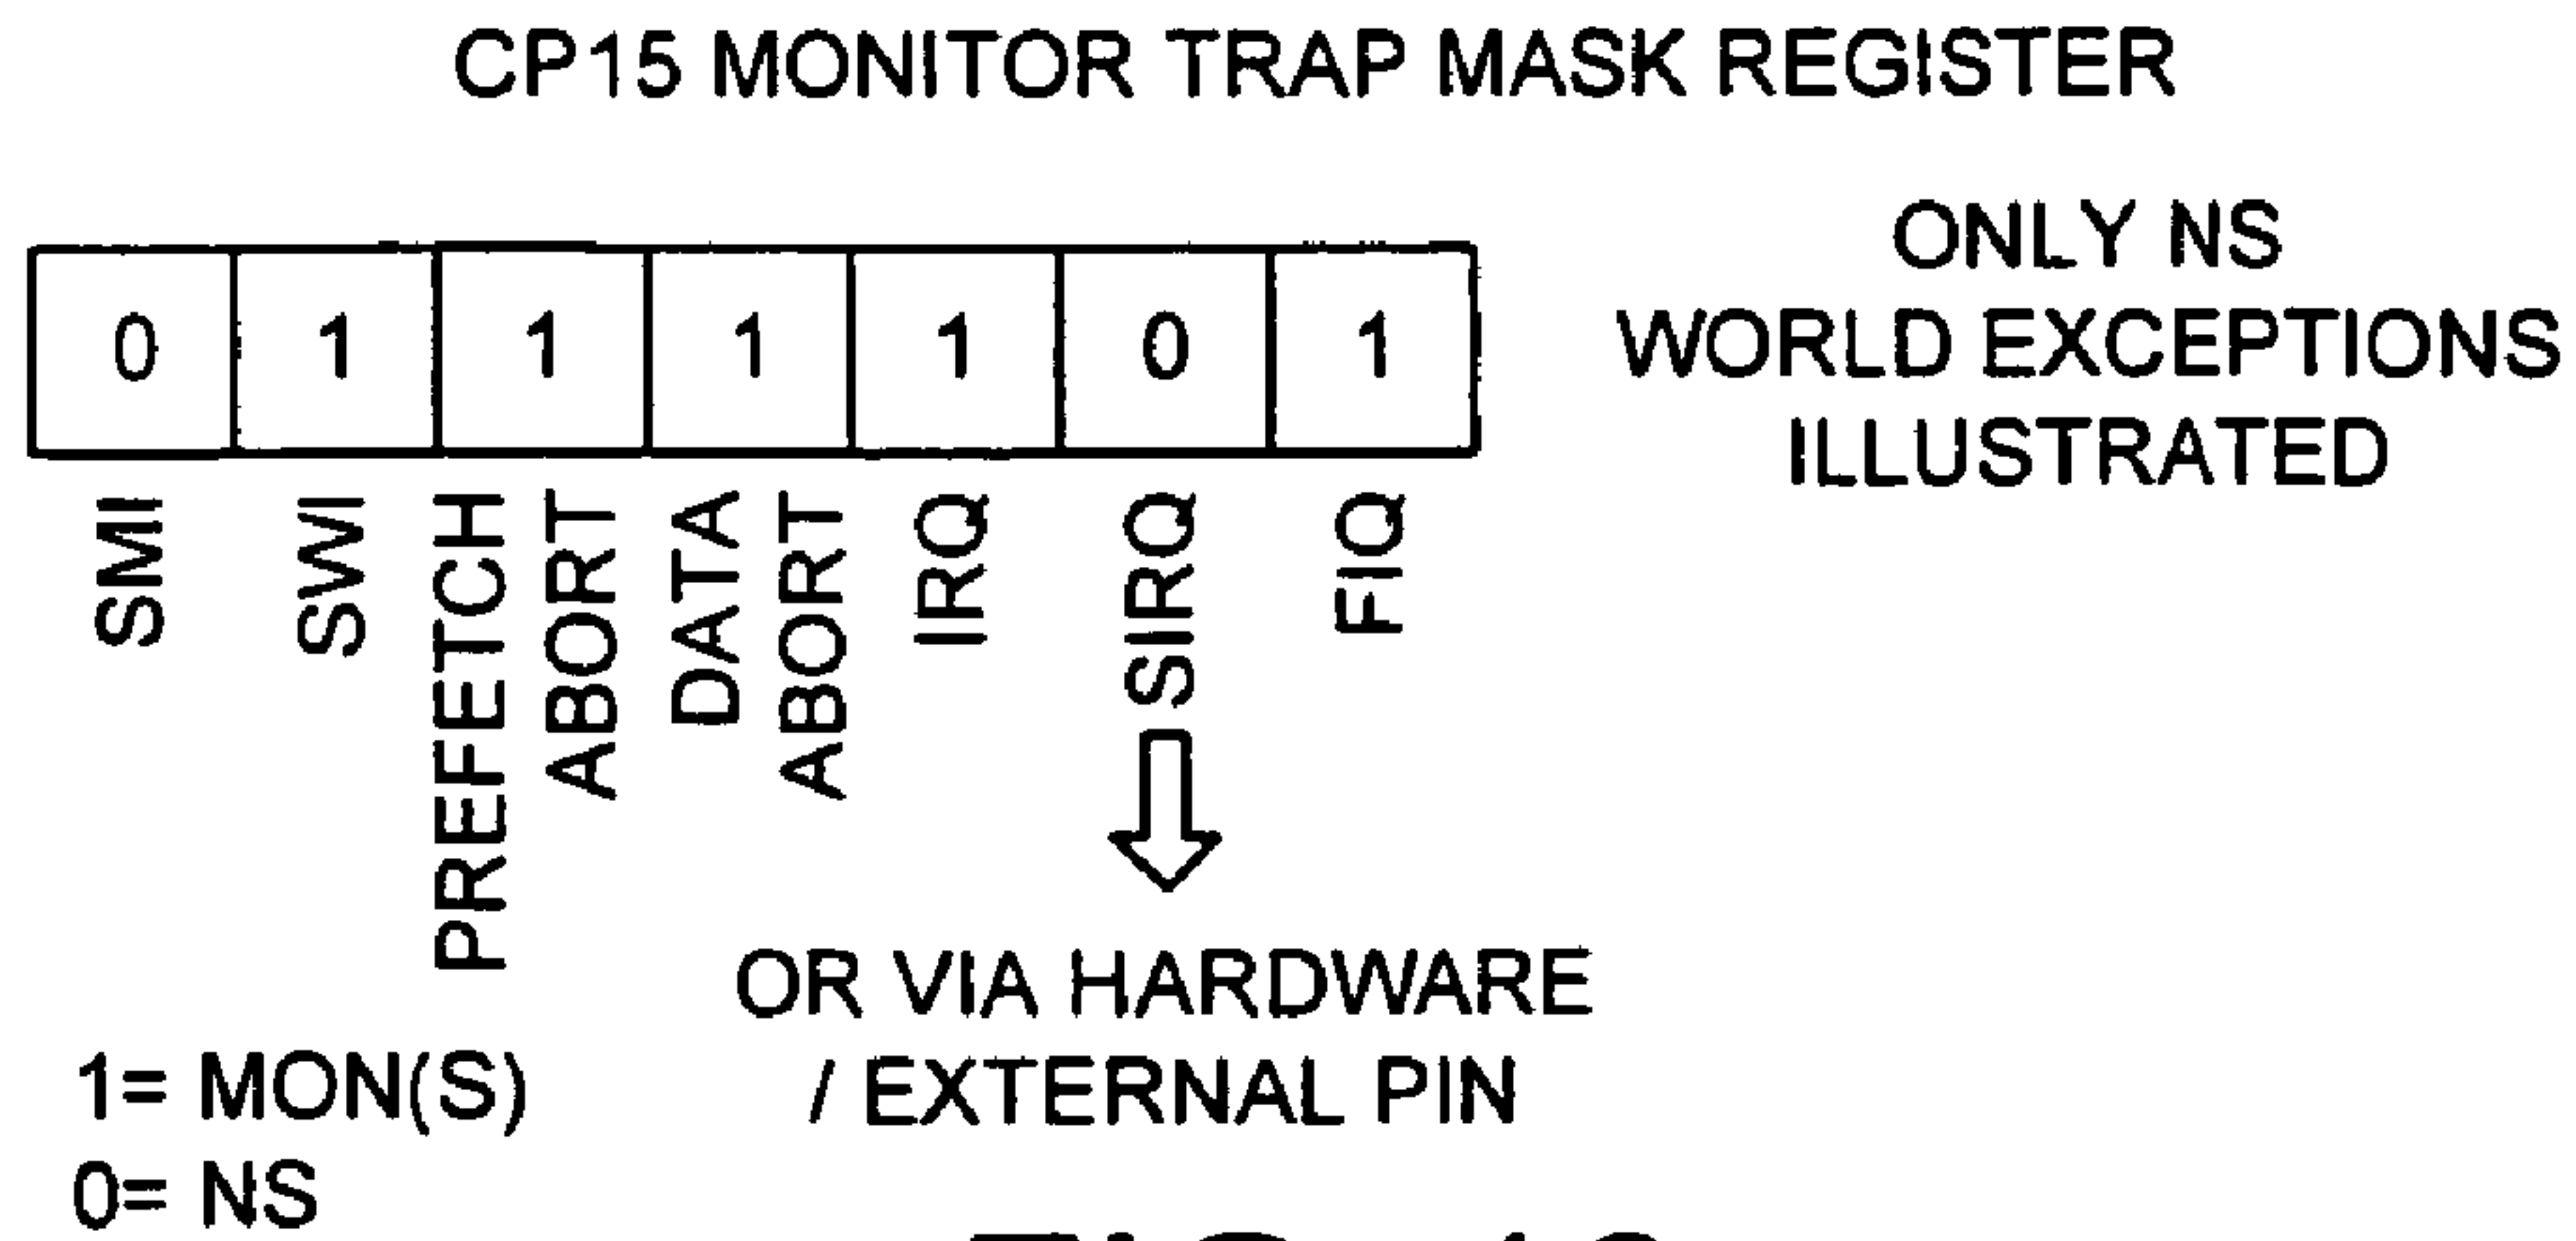 CP15 MONITOR TRAP MASK REGISTER
0 1 1 1 1 0 1
ONLY NS
WORLD EXCEPTIONS
ILLUSTRATED
SMI
SWI
PREFETCH
ABORT
DATA
ABORT
IRQ
SIRQ
FIQ
OR VIA HARDWARE
/ EXTERNAL PIN
1= MON(S)
0= NS